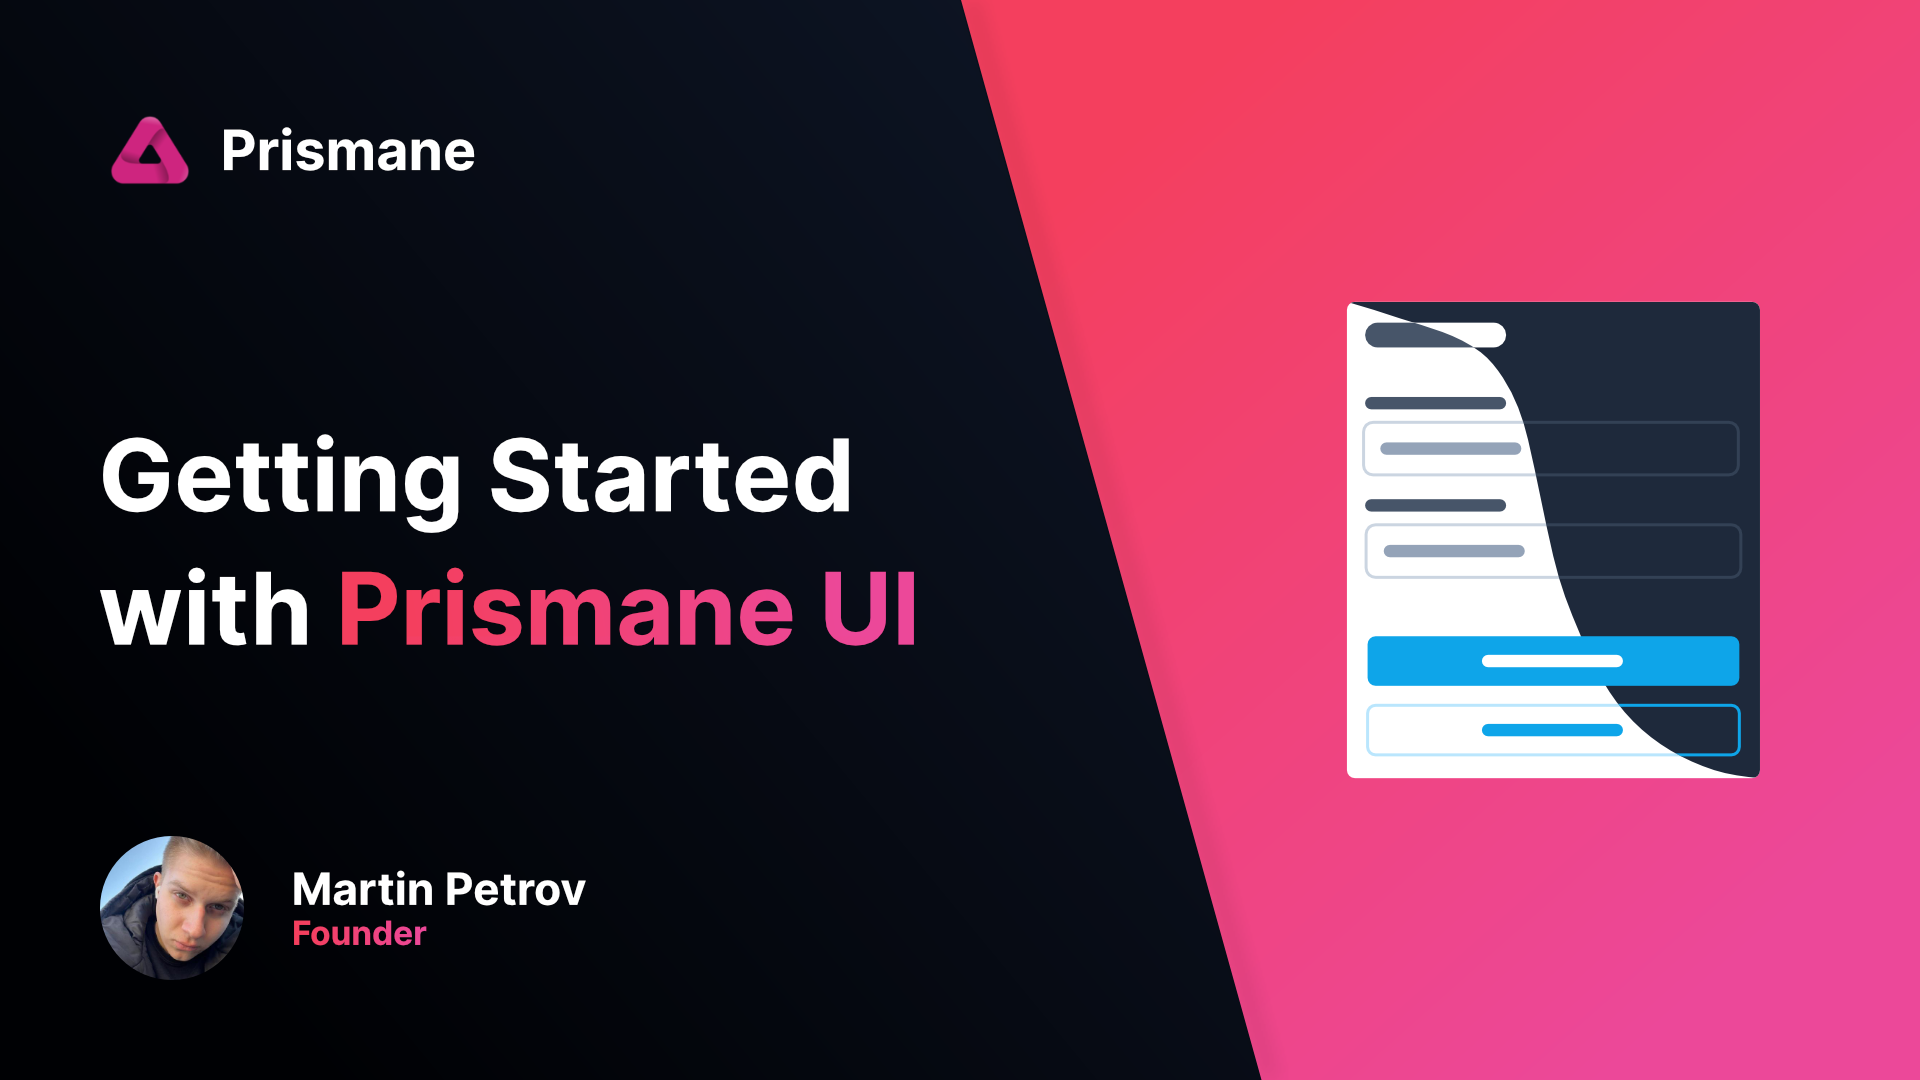 Prismane
Getting Started
with Prismane UI
Martin Petrov
Founder